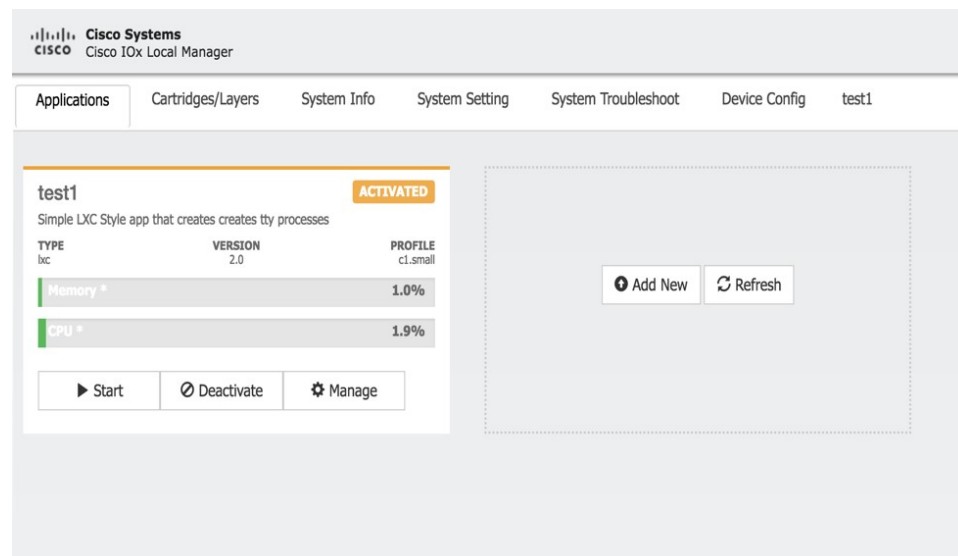 Cisco Systems
CISCO Cisco IOx Local Manager
Applications Cartridges/Layers System Info System Setting System Troubleshoot Device Config test1
test1 ACTIVATED
Simple LXC Style app that creates creates tty processes
TYPE VERSION PROFILE
lxc 2.0 c1.small
Memory * 1.0%
CPU * 1.9%
Start Deactivate Manage
Add New Refresh